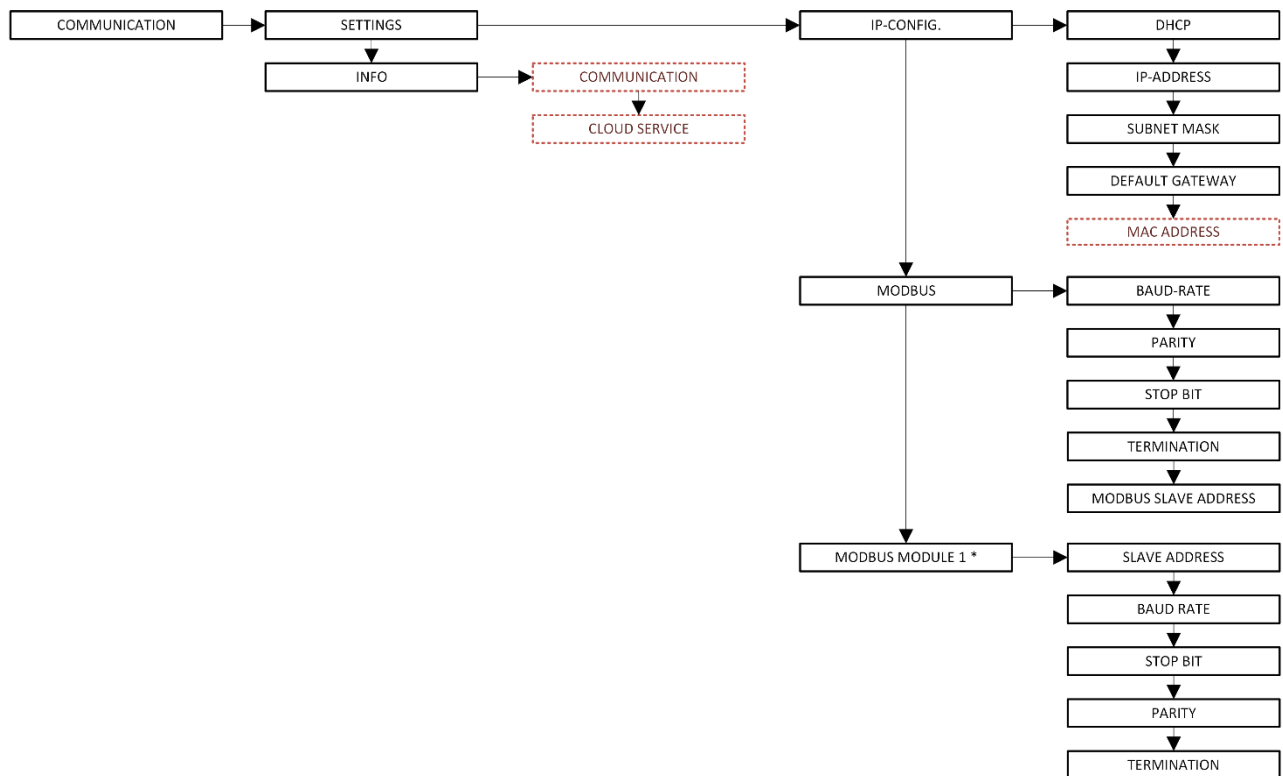 COMMUNICATION
SETTINGS
IP-CONFIG.
DHCP
INFO
COMMUNICATION
IP-ADDRESS
CLOUD SERVICE
SUBNET MASK
DEFAULT GATEWAY
MAC ADDRESS
MODBUS
BAUD-RATE
PARITY
STOP BIT
TERMINATION
MODBUS SLAVE ADDRESS
MODBUS MODULE 1 *
SLAVE ADDRESS
BAUD RATE
STOP BIT
PARITY
TERMINATION